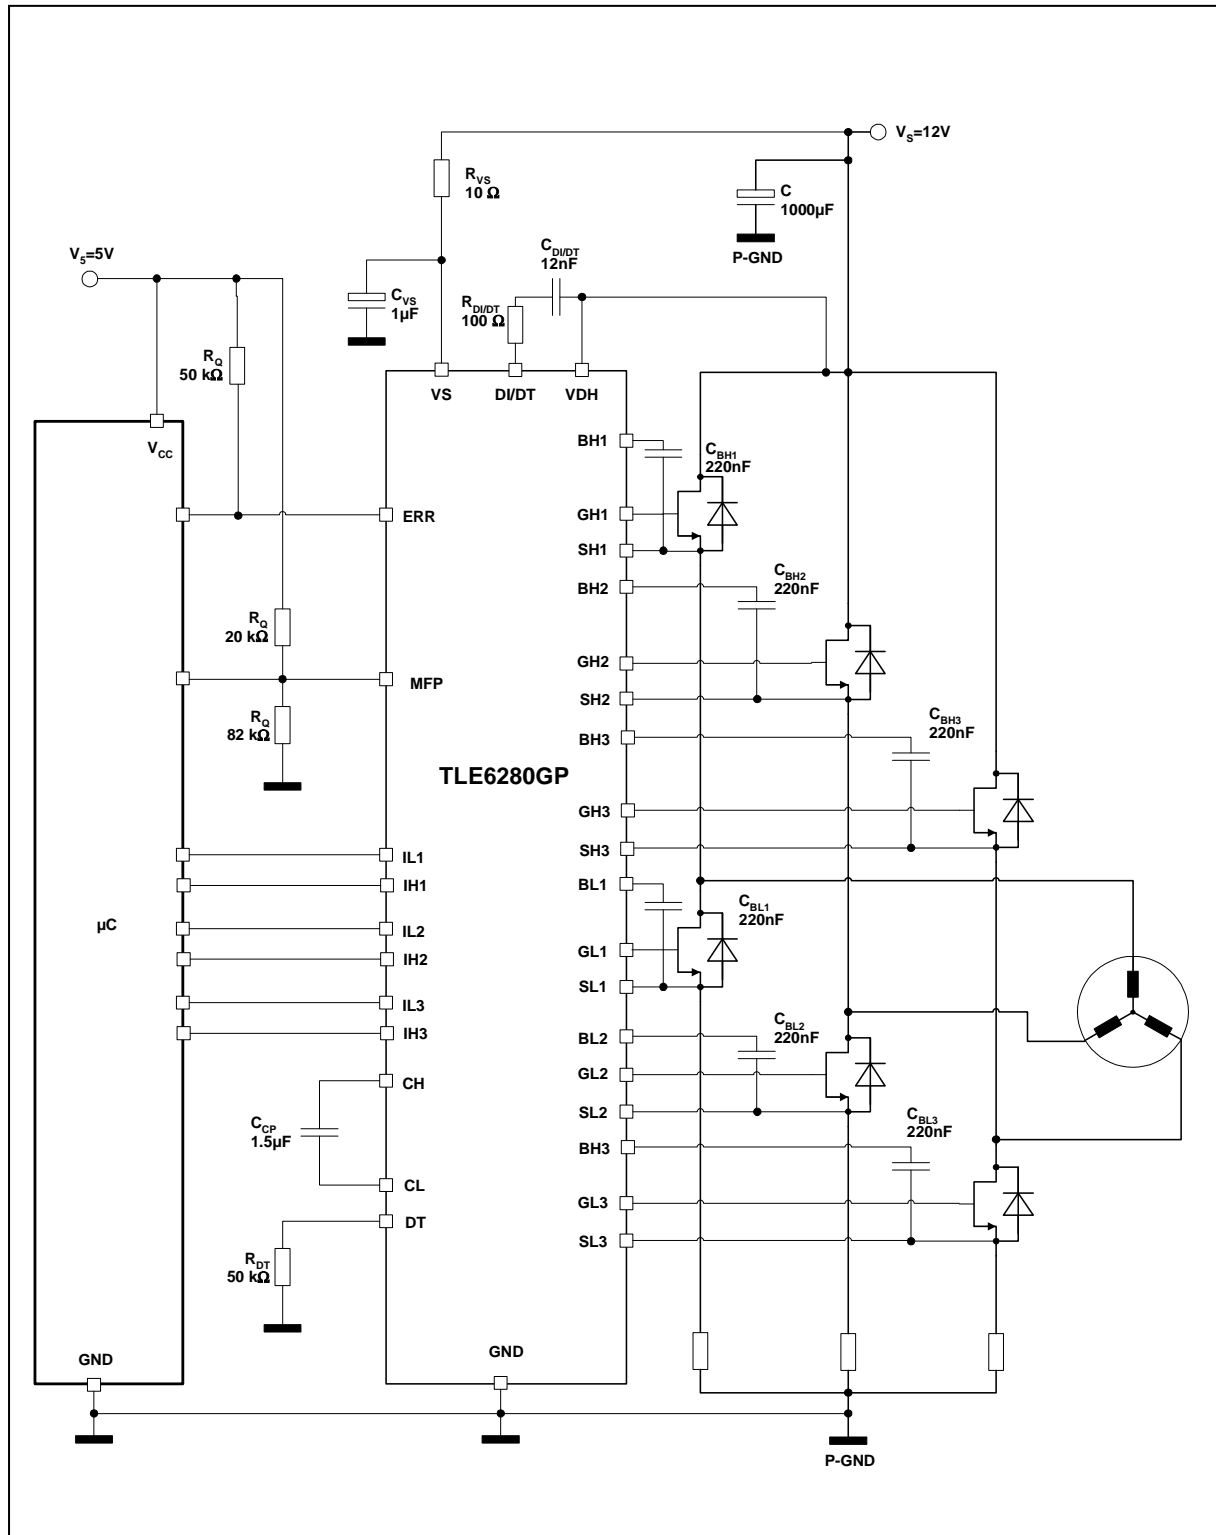 V_S=12V
R_VS
10 Ω
C
1000µF
P-GND
V_5=5V
C_DI/DT
12nF
C_VS
1µF
R_DI/DT
100 Ω
R_Q
50 kΩ
VS
DI/DT
VDH
V_CC
BH1
C_BH1
220nF
ERR
GH1
SH1
BH2
C_BH2
220nF
R_Q
20 kΩ
GH2
MFP
SH2
R_Q
82 kΩ
BH3
C_BH3
220nF
TLE6280GP
GH3
SH3
IL1
IH1
BL1
C_BL1
220nF
µC
IL2
IH2
GL1
SL1
IL3
IH3
BL2
C_BL2
220nF
GL2
CH
SL2
C_CP
1.5µF
BH3
C_BL3
220nF
CL
GL3
DT
SL3
R_DT
50 kΩ
GND
GND
P-GND